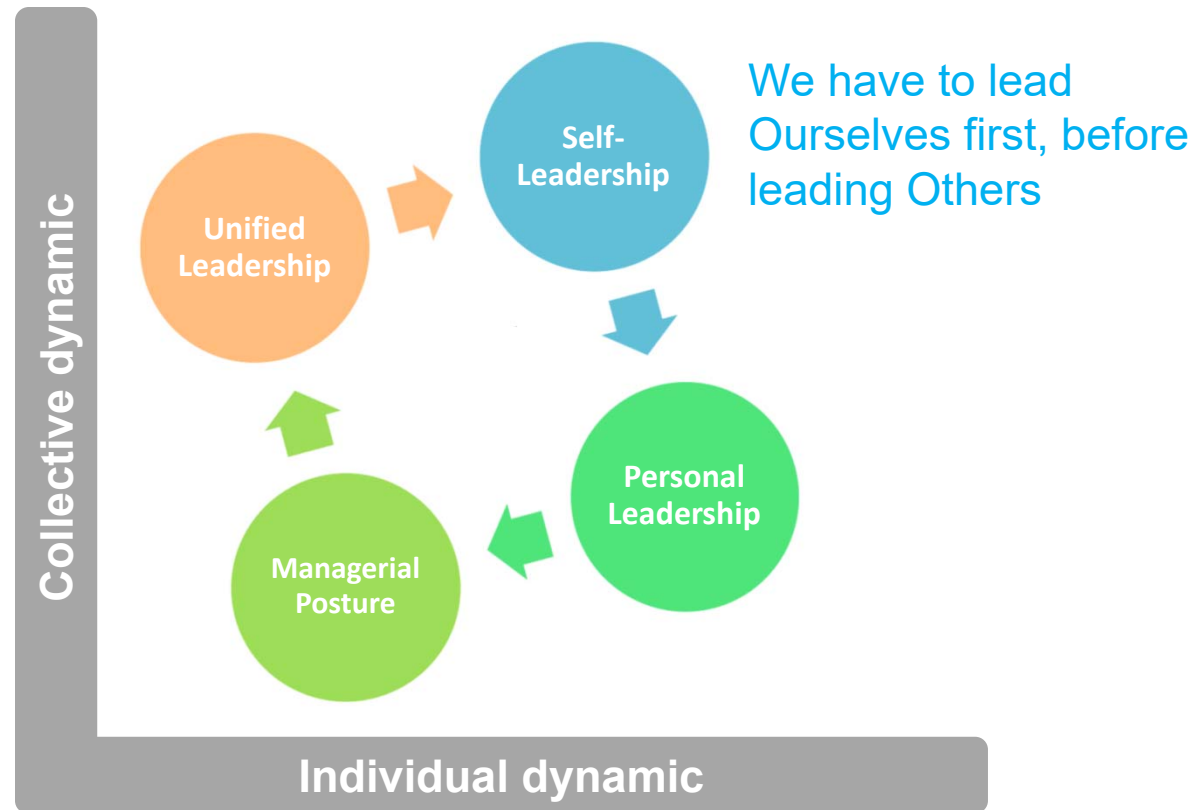 We have to lead
Ourselves first, before
leading Others
Self-
Leadership
Unified
Leadership
Personal
Leadership
Managerial
Posture
Collective dynamic
Individual dynamic